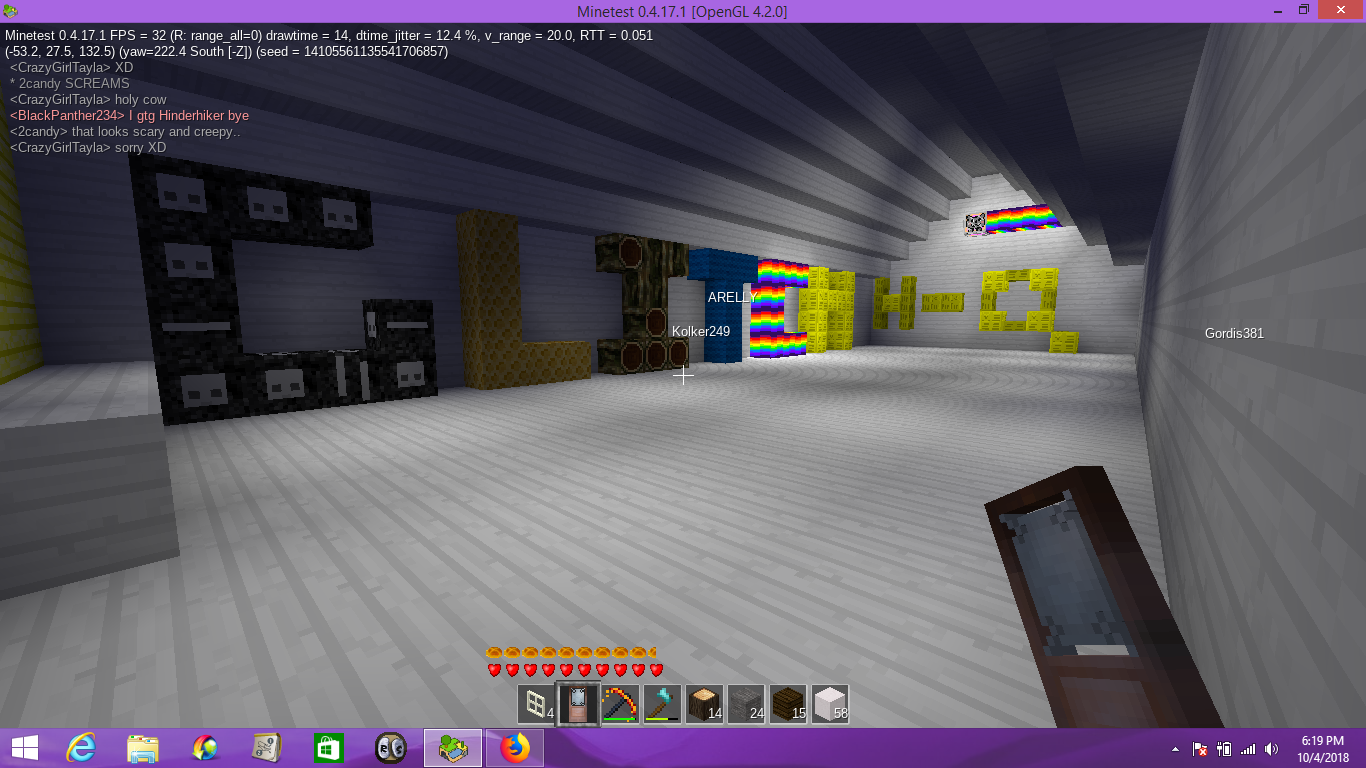 Minetest 0.4.17.1 [OpenGL 4.2.0]
Minetest 0.4.17.1 FPS = 32 (R: range_all=0) drawtime = 14, dtime_jitter = 12.4 %, v_range = 20.0, RTT = 0.051
(-53.2, 27.5, 132.5) (yaw=222.4 South [-Z]) (seed = 14105561135541706857)
<CrazyGirlTayla> XD
* 2candy SCREAMS
<CrazyGirlTayla> holy cow
<BlackPanther234> I gtg Hinderhiker bye
<2candy> that looks scary and creepy..
<CrazyGirlTayla> sorry XD
ARELLY
Kolker249
Gordis381
4
14
24
15
58
6:19 PM
10/4/2018